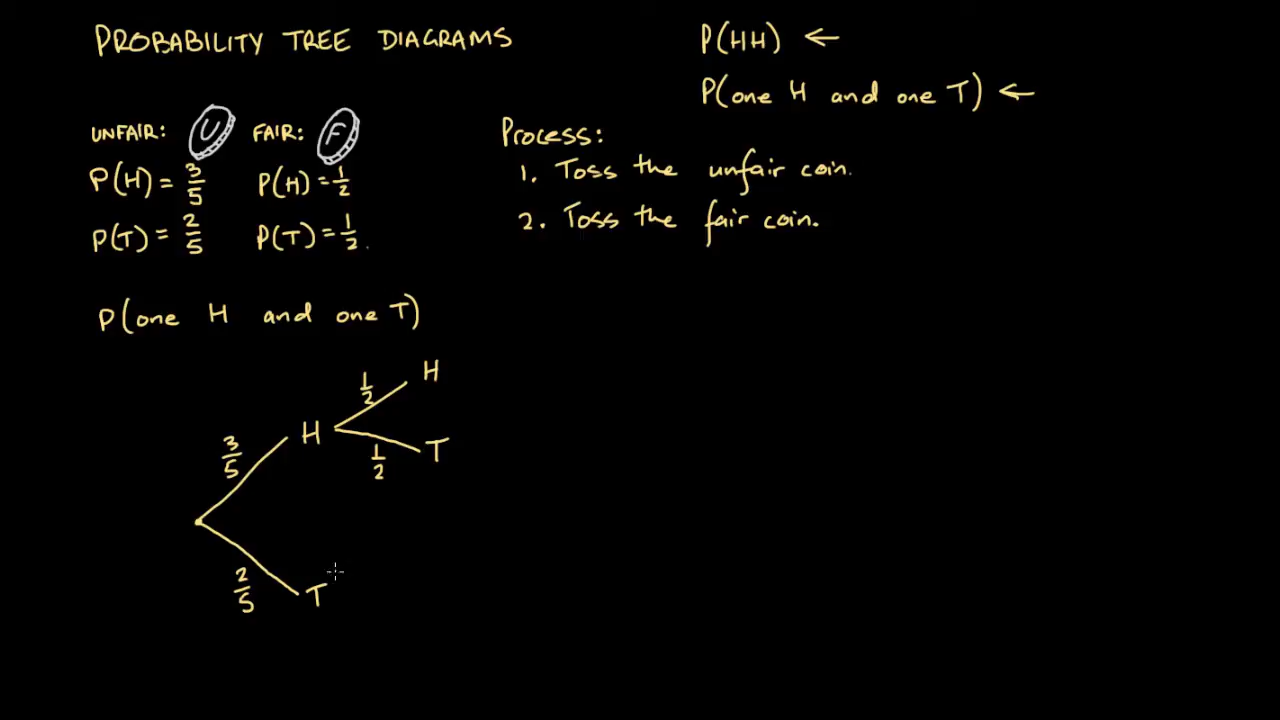 PROBABILITY TREE DIAGRAMS
P(HH) ←
P(one H and one T) ←
UNFAIR: U FAIR: F
P(H) = 3/5 P(H) = 1/2
P(T) = 2/5 P(T) = 1/2.
Process:
1. Toss the unfair coin.
2. Toss the fair coin.
P(one H and one T)
1/2 H
3/5 H
1/2 T
2/5 T